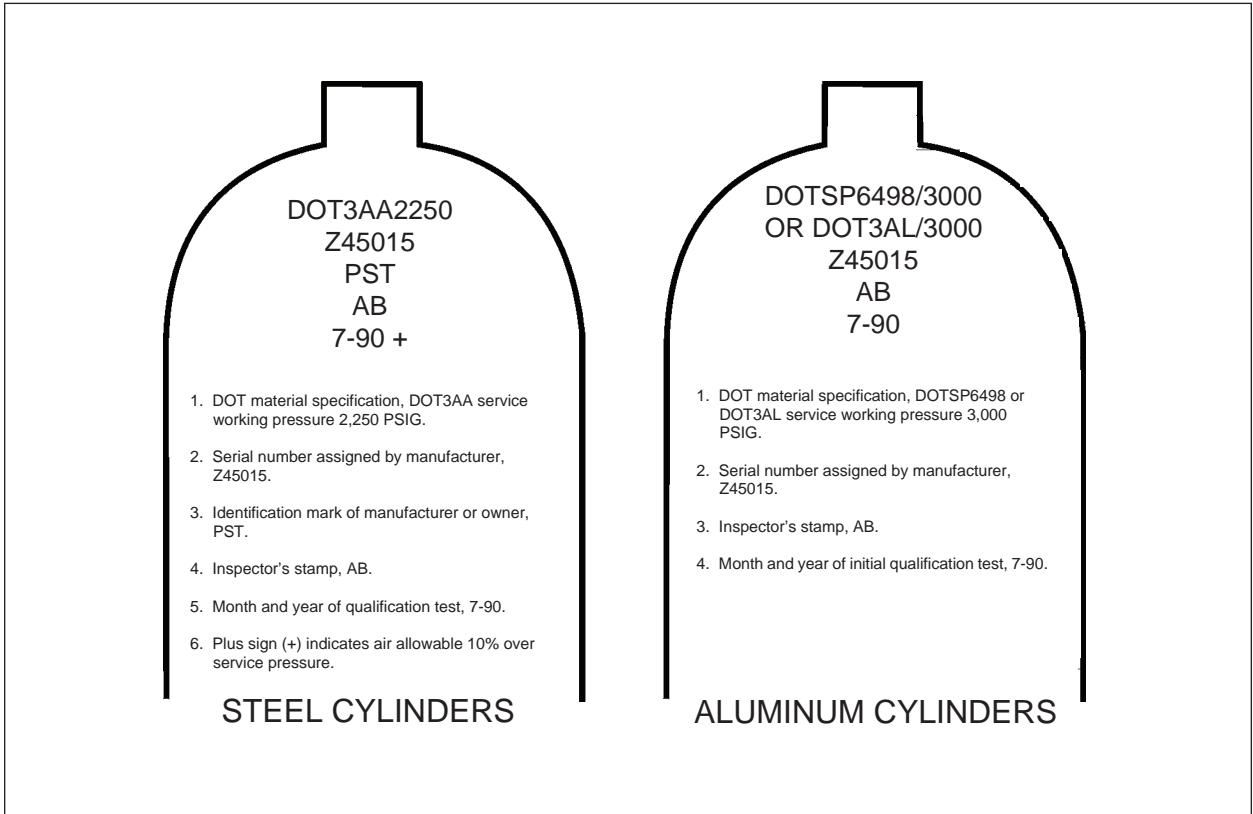 DOT3AA2250
Z45015
PST
AB
7-90 +
1. DOT material specification, DOT3AA service
working pressure 2,250 PSIG.
2. Serial number assigned by manufacturer,
Z45015.
3. Identification mark of manufacturer or owner,
PST.
4. Inspector's stamp, AB.
5. Month and year of qualification test, 7-90.
6. Plus sign (+) indicates air allowable 10% over
service pressure.
STEEL CYLINDERS
DOTSP6498/3000
OR DOT3AL/3000
Z45015
AB
7-90
1. DOT material specification, DOTSP6498 or
DOT3AL service working pressure 3,000
PSIG.
2. Serial number assigned by manufacturer,
Z45015.
3. Inspector's stamp, AB.
4. Month and year of initial qualification test, 7-90.
ALUMINUM CYLINDERS